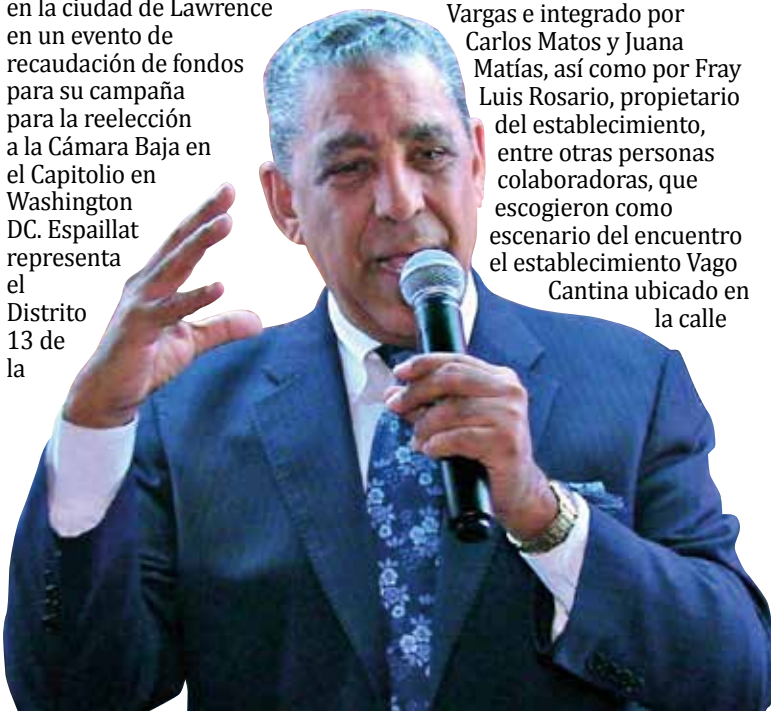 en la ciudad de Lawrence
en un evento de
recaudación de fondos
para su campaña
para la reelección
a la Cámara Baja en
el Capitolio en
Washington
DC. Espaillat
representa
el
Distrito
13 de
la
Vargas e integrado por
Carlos Matos y Juana
Matías, así como por Fray
Luis Rosario, propietario
del establecimiento,
entre otras personas
colaboradoras, que
escogieron como
escenario del encuentro
el establecimiento Vago
Cantina ubicado en
la calle